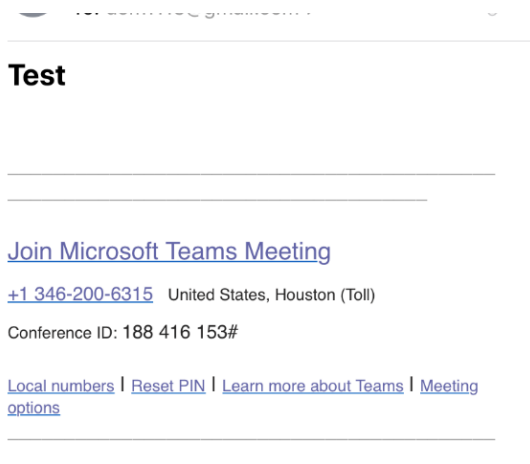 Test
Join Microsoft Teams Meeting
+1 346-200-6315 United States, Houston (Toll)
Conference ID: 188 416 153#
Local numbers | Reset PIN | Learn more about Teams | Meeting
options